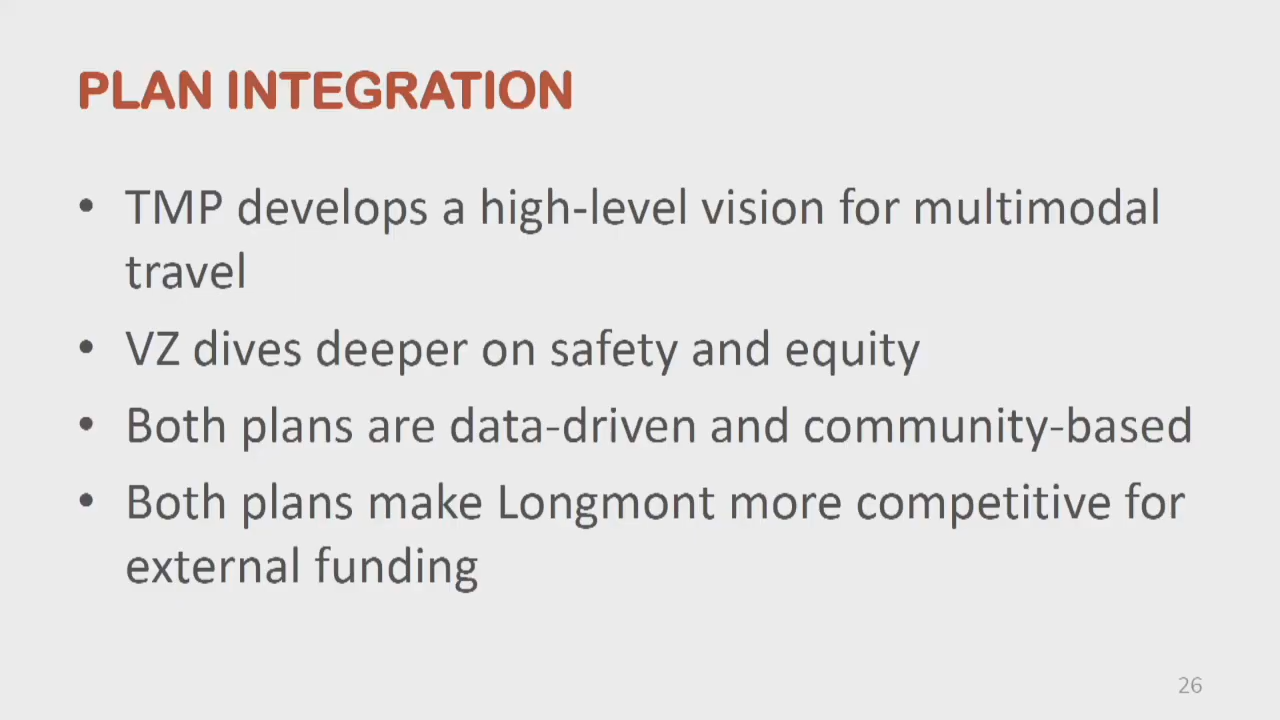 PLAN INTEGRATION
• TMP develops a high-level vision for multimodal
travel
• VZ dives deeper on safety and equity
• Both plans are data-driven and community-based
• Both plans make Longmont more competitive for
external funding
26